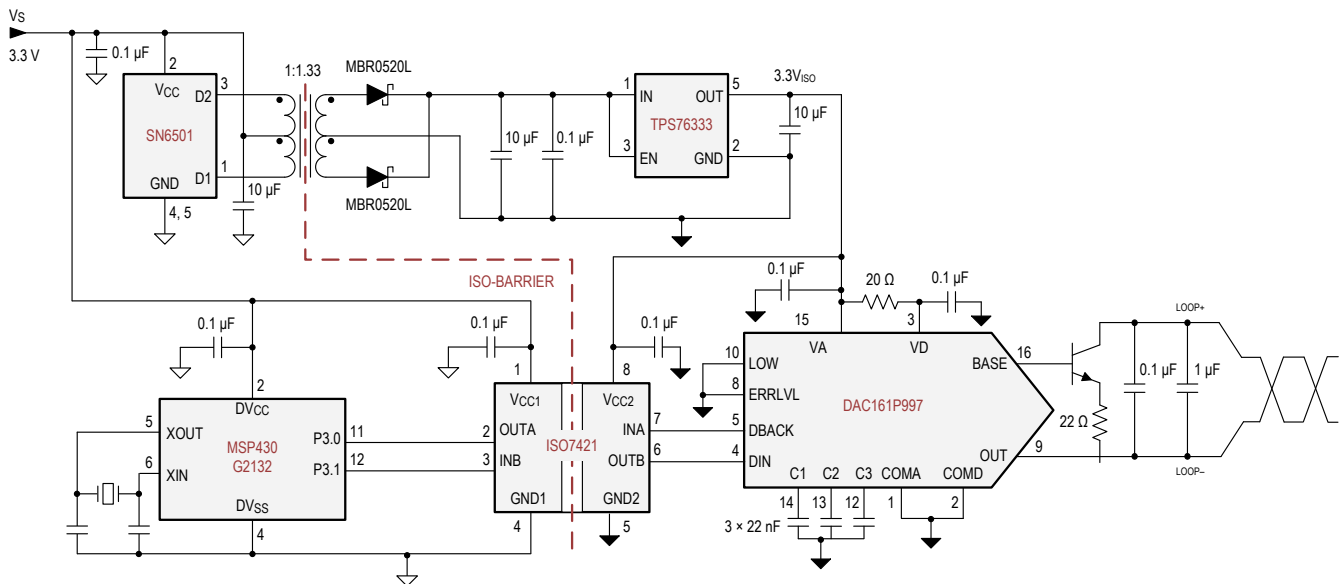 VS
3.3 V
0.1 µF
2
VCC
D2
3
SN6501
D1
1
GND
4, 5
10 µF
1:1.33
MBR0520L
MBR0520L
10 µF
0.1 µF
1
IN
OUT
5
TPS76333
3
EN
GND
2
3.3VISO
10 µF
ISO-BARRIER
0.1 µF
20 Ω
0.1 µF
15
3
VA
VD
0.1 µF
2
DVCC
5
XOUT
P3.0
11
MSP430
G2132
6
XIN
P3.1
12
DVSS
4
0.1 µF
1
8
0.1 µF
VCC1
VCC2
2
OUTA
INA
7
ISO7421
3
INB
OUTB
6
GND1
GND2
4
5
10
LOW
8
ERRLVL
DAC161P997
5
DBACK
4
DIN
BASE
16
OUT
9
C1
C2
C3
COMA
COMD
14
13
12
1
2
3 × 22 nF
22 Ω
0.1 µF
1 µF
LOOP+
LOOP–